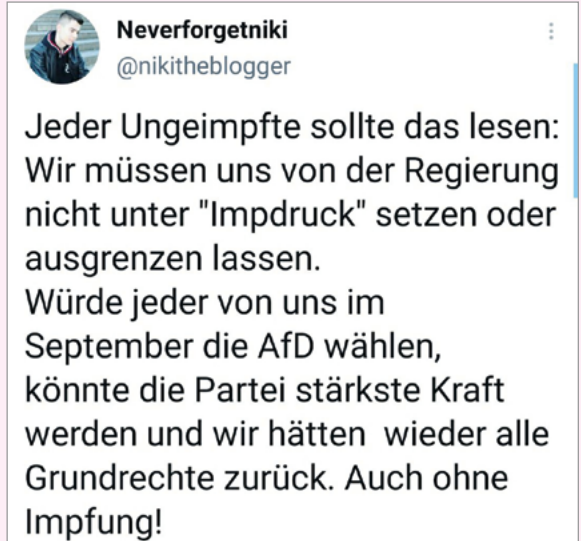 Neverforgetniki
@nikitheblogger
Jeder Ungeimpfte sollte das lesen:
Wir müssen uns von der Regierung
nicht unter "Impdruck" setzen oder
ausgrenzen lassen.
Würde jeder von uns im
September die AfD wählen,
könnte die Partei stärkste Kraft
werden und wir hätten  wieder alle
Grundrechte zurück. Auch ohne
Impfung!